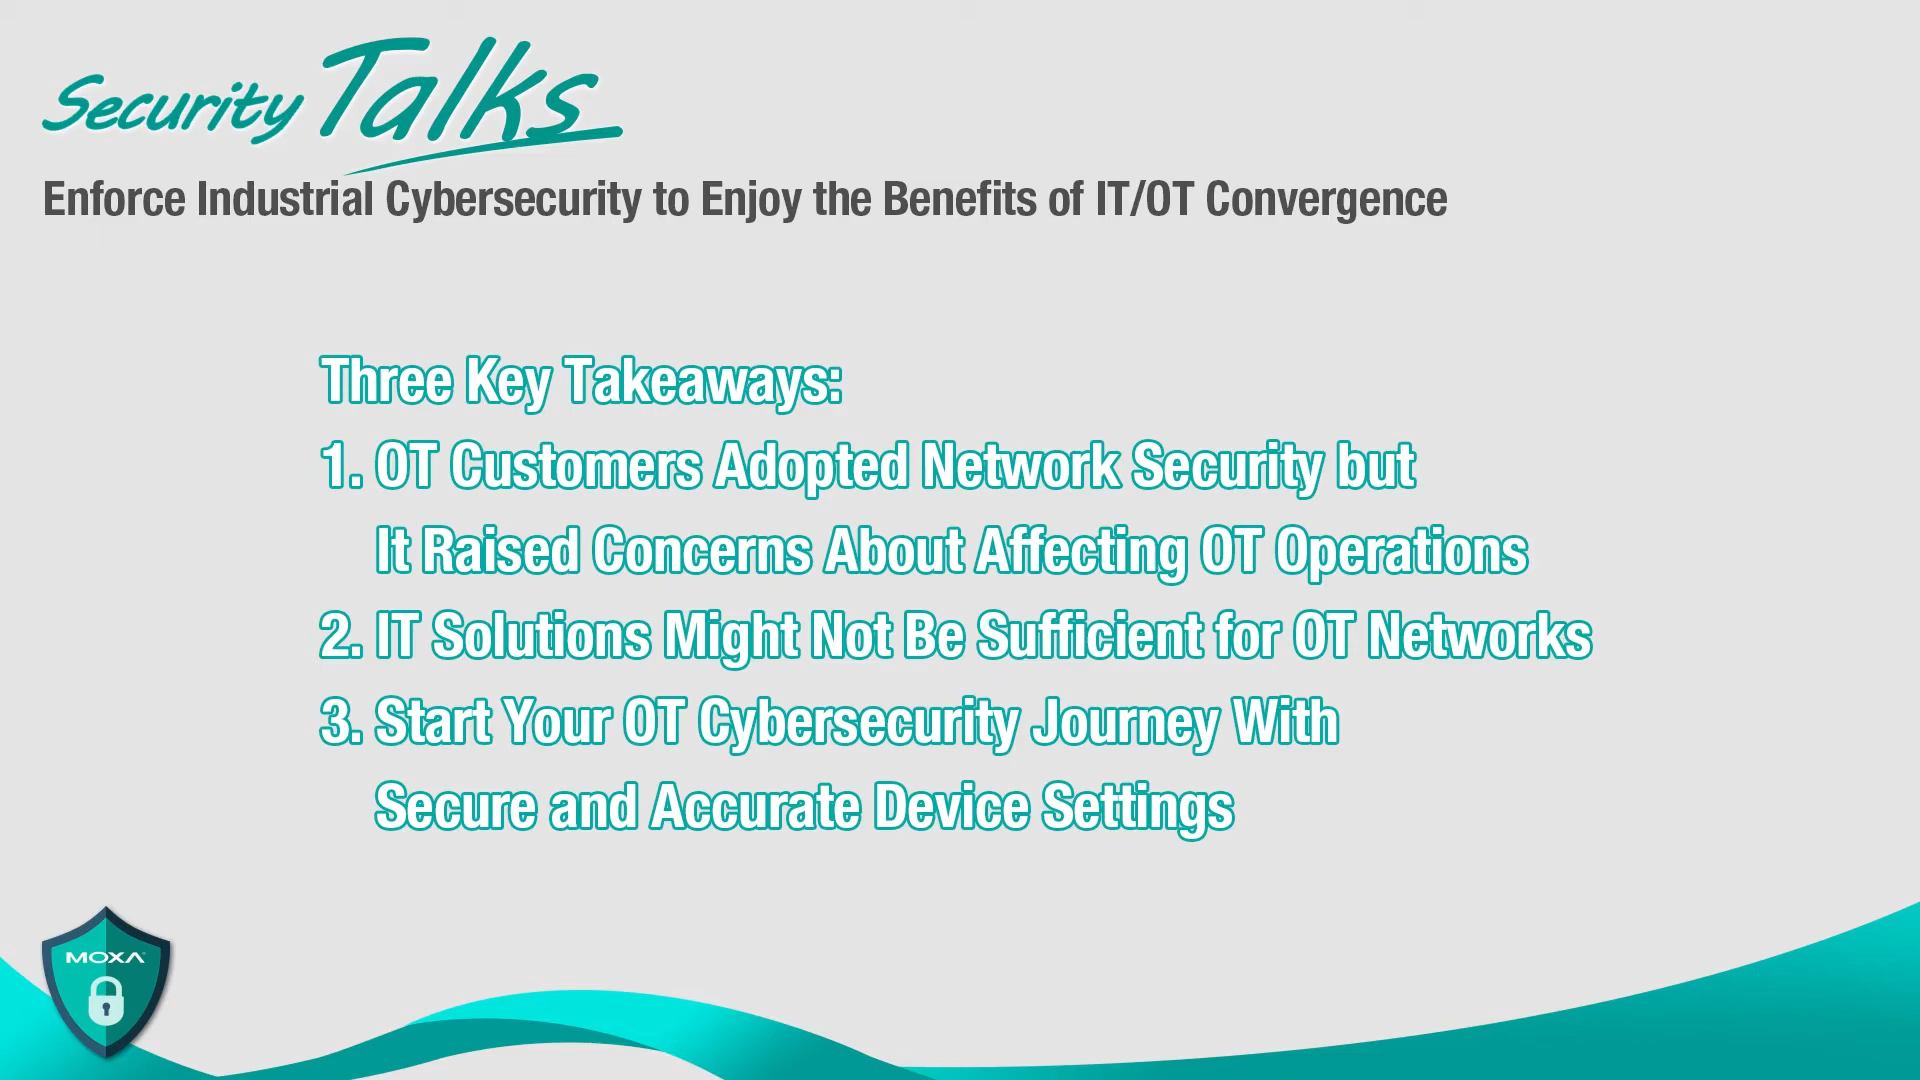 Security Talks
Enforce Industrial Cybersecurity to Enjoy the Benefits of IT/OT Convergence
Three Key Takeaways:
1. OT Customers Adopted Network Security but
It Raised Concerns About Affecting OT Operations
2. IT Solutions Might Not Be Sufficient for OT Networks
3. Start Your OT Cybersecurity Journey With
Secure and Accurate Device Settings
MOXA